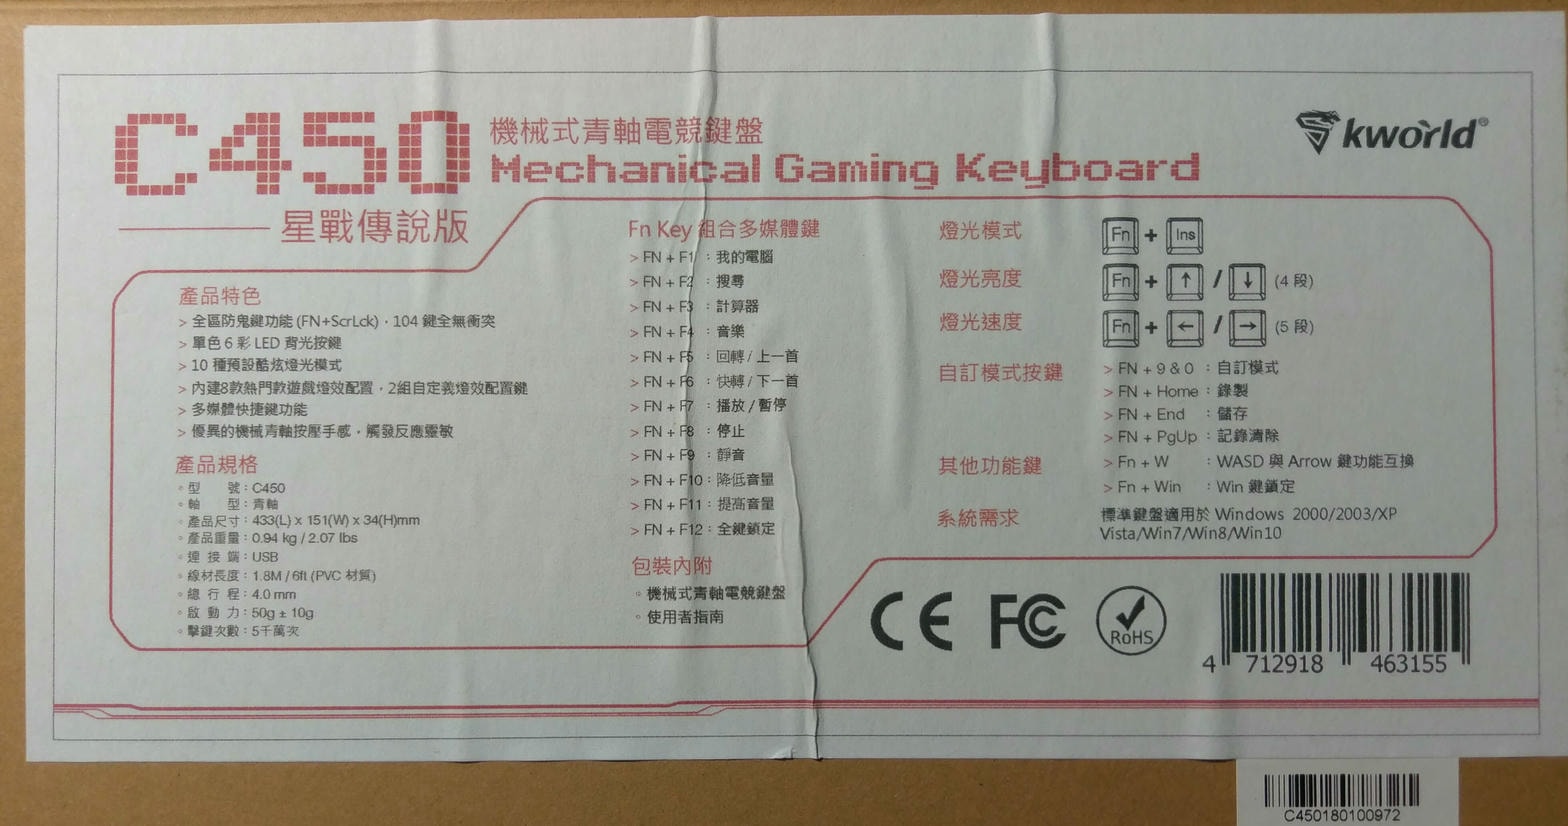 C450
機械式青軸電競鍵盤
Mechanical Gaming Keyboard
kworld®
星戰傳說版
產品特色
> 全區防鬼鍵功能 (FN+ScrLck)，104 鍵全無衝突
> 單色 6 彩 LED 背光按鍵
> 10 種預設酷炫燈光模式
> 內建8款熱門款遊戲燈效配置，2組自定義燈效配置鍵
> 多媒體快捷鍵功能
> 優異的機械青軸按壓手感，觸發反應靈敏
產品規格
◦ 型 號：C450
◦ 軸 型：青軸
◦ 產品尺寸：433(L) x 151(W) x 34(H)mm
◦ 產品重量：0.94 kg / 2.07 lbs
◦ 連 接 端：USB
◦ 線材長度：1.8M / 6ft (PVC 材質)
◦ 總 行 程：4.0 mm
◦ 啟 動 力：50g ± 10g
◦ 擊鍵次數：5千萬次
Fn Key 組合多媒體鍵
> FN + F1 ：我的電腦
> FN + F2 ：搜尋
> FN + F3 ：計算器
> FN + F4 ：音樂
> FN + F5 ：回轉 / 上一首
> FN + F6 ：快轉 / 下一首
> FN + F7 ：播放 / 暫停
> FN + F8 ：停止
> FN + F9 ：靜音
> FN + F10：降低音量
> FN + F11：提高音量
> FN + F12：全鍵鎖定
包裝內附
◦ 機械式青軸電競鍵盤
◦ 使用者指南
燈光模式 Fn + Ins
燈光亮度 Fn + ↑ / ↓ (4 段)
燈光速度 Fn + ← / → (5 段)
自訂模式按鍵 > FN + 9 & 0 ：自訂模式
> FN + Home：錄製
> FN + End ：儲存
> FN + PgUp：記錄清除
其他功能鍵 > Fn + W ：WASD 與 Arrow 鍵功能互換
> Fn + Win ：Win 鍵鎖定
系統需求 標準鍵盤適用於 Windows 2000/2003/XP
Vista/Win7/Win8/Win10
CE FC RoHS
4 712918 463155
C450180100972